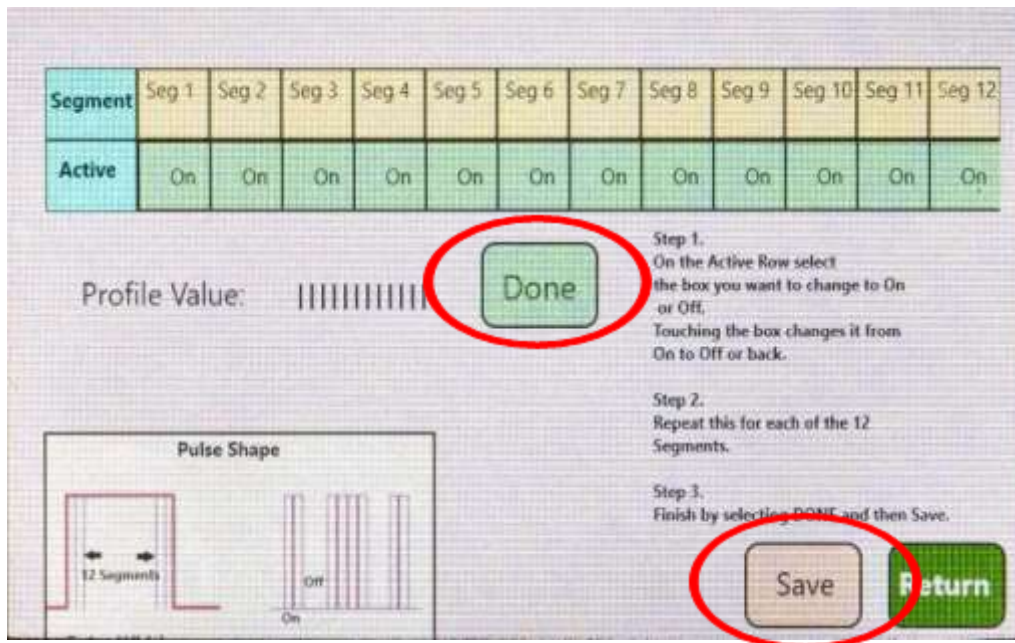 Segment Seg 1 Seg 2 Seg 3 Seg 4 Seg 5 Seg 6 Seg 7 Seg 8 Seg 9 Seg 10 Seg 11 Seg 12
Active On On On On On On On On On On On On
Profile Value: ||||||||||||
Done
Step 1.
On the Active Row select
the box you want to change to On
or Off.
Touching the box changes it from
On to Off or back.
Step 2.
Repeat this for each of the 12
Segments.
Step 3.
Finish by selecting DONE and then Save.
Pulse Shape
12 Segments
Off
On
Save
Return